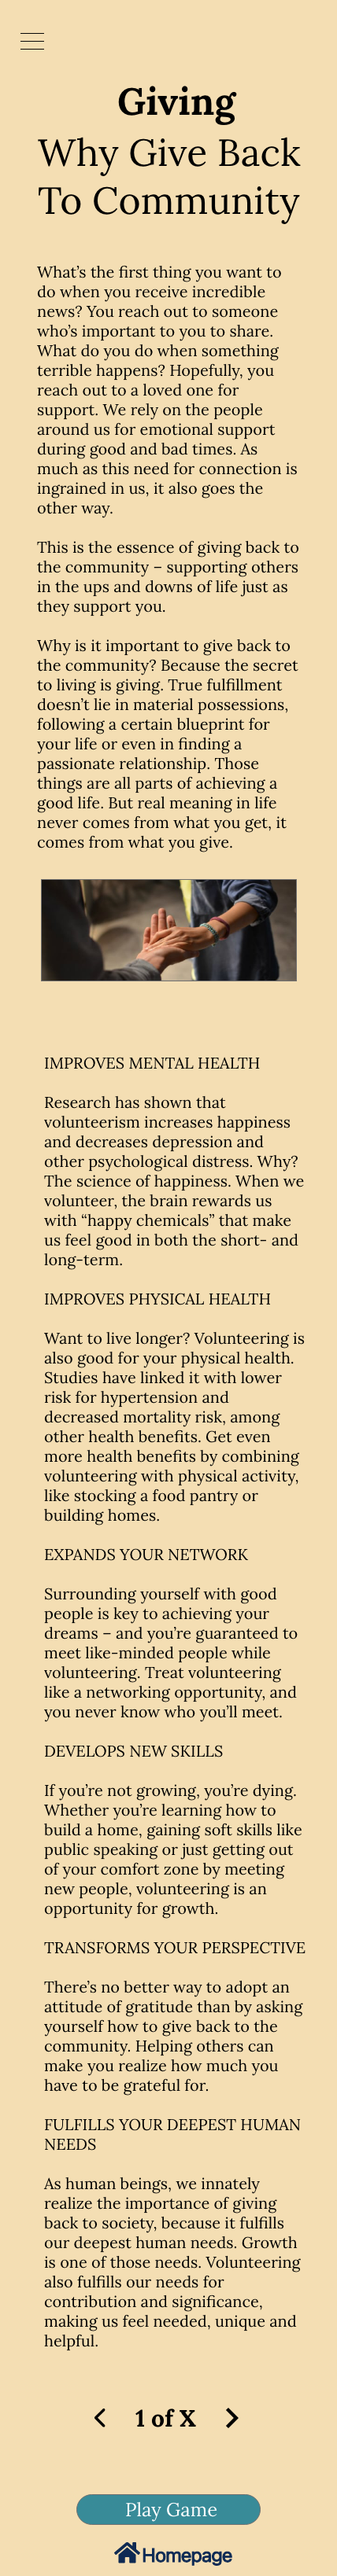 Giving
Why Give Back
To Community
What’s the first thing you want to
do when you receive incredible
news? You reach out to someone
who’s important to you to share.
What do you do when something
terrible happens? Hopefully, you
reach out to a loved one for
support. We rely on the people
around us for emotional support
during good and bad times. As
much as this need for connection is
ingrained in us, it also goes the
other way.
This is the essence of giving back to
the community – supporting others
in the ups and downs of life just as
they support you.
Why is it important to give back to
the community? Because the secret
to living is giving. True fulfillment
doesn’t lie in material possessions,
following a certain blueprint for
your life or even in finding a
passionate relationship. Those
things are all parts of achieving a
good life. But real meaning in life
never comes from what you get, it
comes from what you give.
IMPROVES MENTAL HEALTH
Research has shown that
volunteerism increases happiness
and decreases depression and
other psychological distress. Why?
The science of happiness. When we
volunteer, the brain rewards us
with “happy chemicals” that make
us feel good in both the short- and
long-term.
IMPROVES PHYSICAL HEALTH
Want to live longer? Volunteering is
also good for your physical health.
Studies have linked it with lower
risk for hypertension and
decreased mortality risk, among
other health benefits. Get even
more health benefits by combining
volunteering with physical activity,
like stocking a food pantry or
building homes.
EXPANDS YOUR NETWORK
Surrounding yourself with good
people is key to achieving your
dreams – and you’re guaranteed to
meet like-minded people while
volunteering. Treat volunteering
like a networking opportunity, and
you never know who you’ll meet.
DEVELOPS NEW SKILLS
If you’re not growing, you’re dying.
Whether you’re learning how to
build a home, gaining soft skills like
public speaking or just getting out
of your comfort zone by meeting
new people, volunteering is an
opportunity for growth.
TRANSFORMS YOUR PERSPECTIVE
There’s no better way to adopt an
attitude of gratitude than by asking
yourself how to give back to the
community. Helping others can
make you realize how much you
have to be grateful for.
FULFILLS YOUR DEEPEST HUMAN
NEEDS
As human beings, we innately
realize the importance of giving
back to society, because it fulfills
our deepest human needs. Growth
is one of those needs. Volunteering
also fulfills our needs for
contribution and significance,
making us feel needed, unique and
helpful.
1 of X
Play Game
Homepage